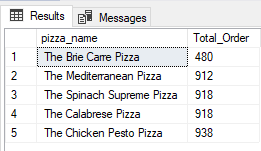 Results Messages
pizza_name Total_Order
1 The Brie Carre Pizza 480
2 The Mediterranean Pizza 912
3 The Spinach Supreme Pizza 918
4 The Calabrese Pizza 918
5 The Chicken Pesto Pizza 938